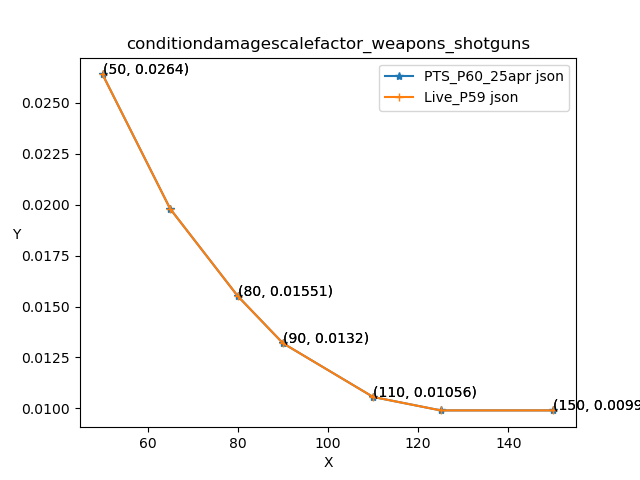 conditiondamagescalefactor_weapons_shotguns
PTS_P60_25apr json
Live_P59 json
(50, 0.0264)
(80, 0.01551)
(90, 0.0132)
(110, 0.01056)
(150, 0.0099
Y
0.0250
0.0225
0.0200
0.0175
0.0150
0.0125
0.0100
60 80 100 120 140
X